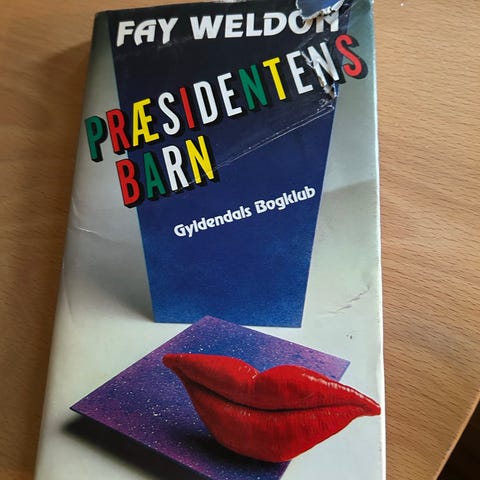 FAY WELDON
PRÆSIDENTENS
BARN
Gyldendals Bogklub